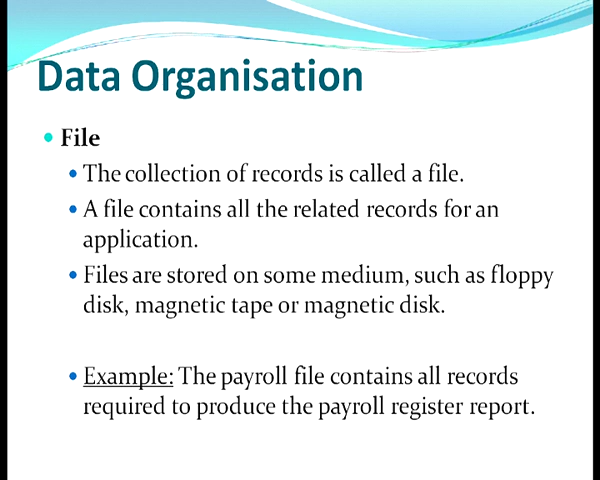 Data Organisation
• File
• The collection of records is called a file.
• A file contains all the related records for an
application.
• Files are stored on some medium, such as floppy
disk, magnetic tape or magnetic disk.
• Example: The payroll file contains all records
required to produce the payroll register report.